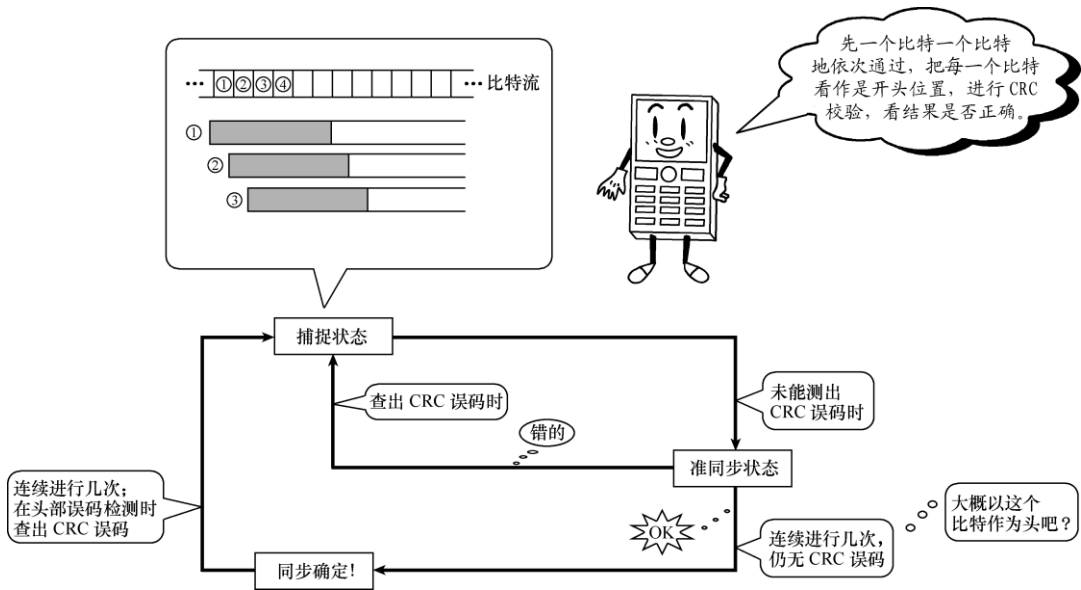 先一个比特一个比特
地依次通过，把每一个比特
看作是开头位置，进行CRC
校验，看结果是否正确。
… ①②③④ … 比特流
①
②
③
捕捉状态
查出 CRC 误码时
未能测出
CRC 误码时
错的
准同步状态
连续进行几次；
在头部误码检测时
查出 CRC 误码
OK
连续进行几次，
仍无 CRC 误码
大概以这个
比特作为头吧？
同步确定！